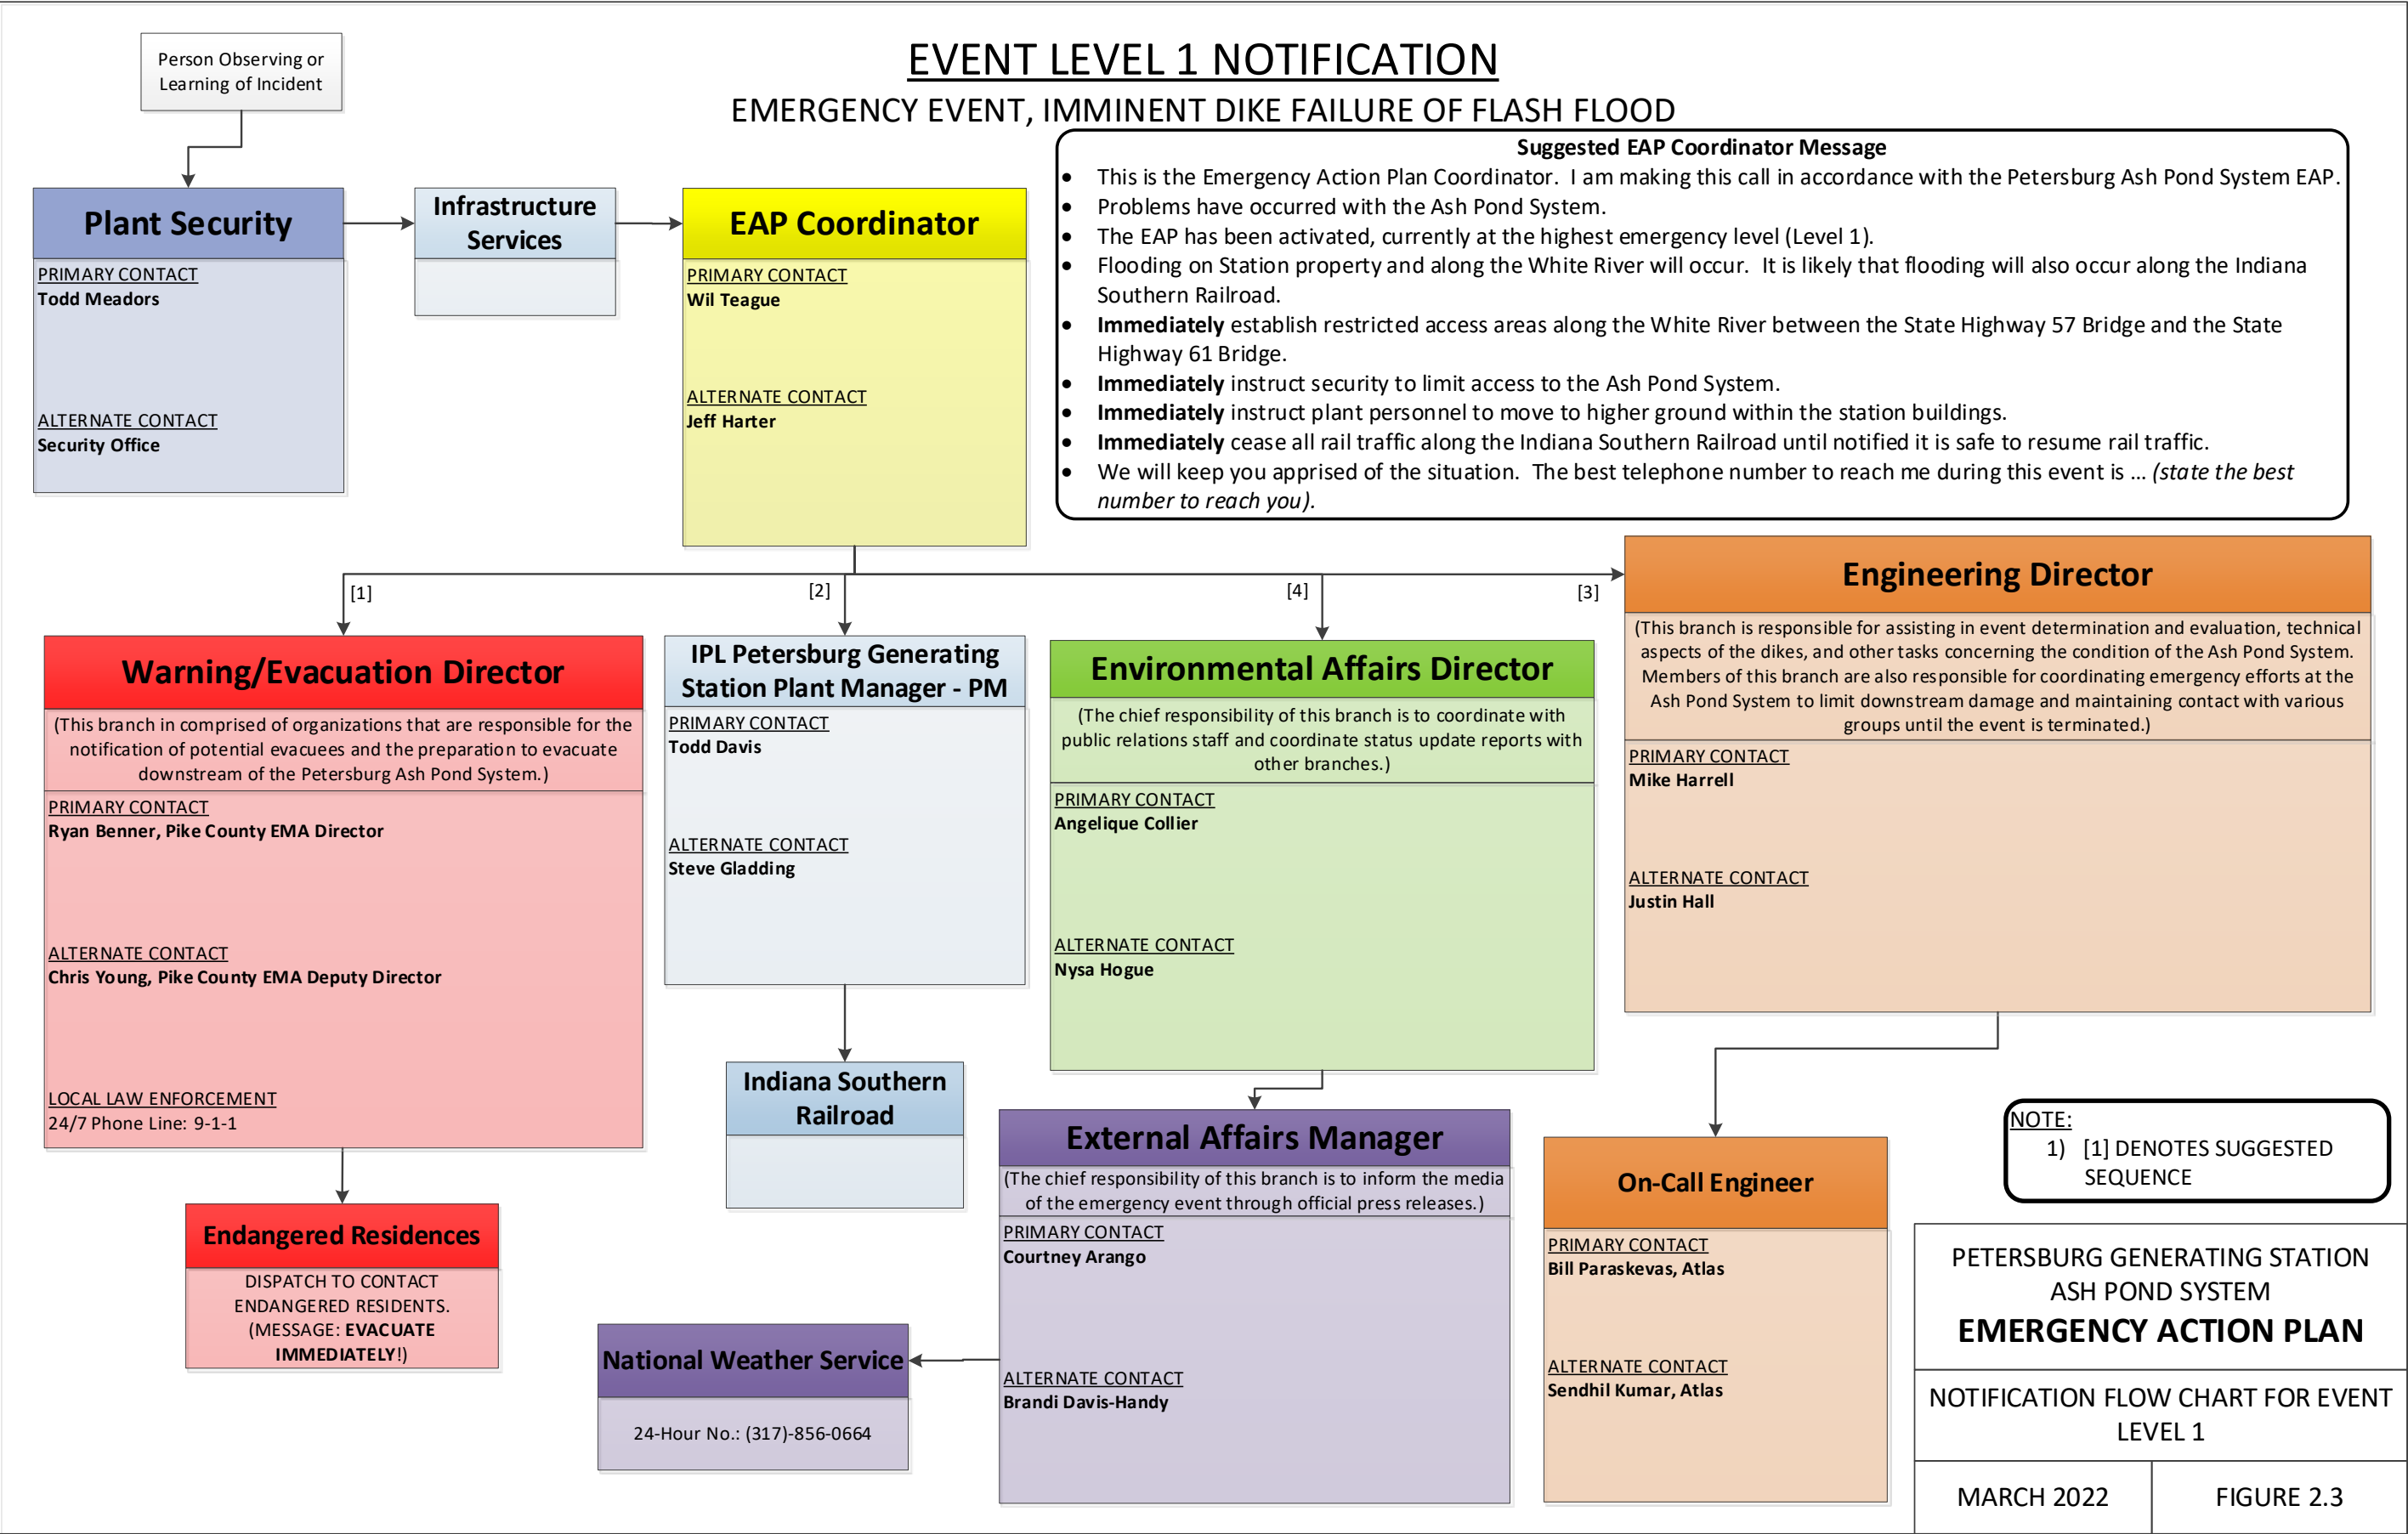 Person Observing or
Learning of Incident
EVENT LEVEL 1 NOTIFICATION
EMERGENCY EVENT, IMMINENT DIKE FAILURE OF FLASH FLOOD
Plant Security
PRIMARY CONTACT
Todd Meadors
ALTERNATE CONTACT
Security Office
Infrastructure
Services
EAP Coordinator
PRIMARY CONTACT
Wil Teague
ALTERNATE CONTACT
Jeff Harter
Suggested EAP Coordinator Message
• This is the Emergency Action Plan Coordinator. I am making this call in accordance with the Petersburg Ash Pond System EAP.
• Problems have occurred with the Ash Pond System.
• The EAP has been activated, currently at the highest emergency level (Level 1).
• Flooding on Station property and along the White River will occur. It is likely that flooding will also occur along the Indiana
Southern Railroad.
• Immediately establish restricted access areas along the White River between the State Highway 57 Bridge and the State
Highway 61 Bridge.
• Immediately instruct security to limit access to the Ash Pond System.
• Immediately instruct plant personnel to move to higher ground within the station buildings.
• Immediately cease all rail traffic along the Indiana Southern Railroad until notified it is safe to resume rail traffic.
• We will keep you apprised of the situation. The best telephone number to reach me during this event is ... (state the best
number to reach you).
[1]
[2]
[4]
[3]
Warning/Evacuation Director
(This branch in comprised of organizations that are responsible for the
notification of potential evacuees and the preparation to evacuate
downstream of the Petersburg Ash Pond System.)
PRIMARY CONTACT
Ryan Benner, Pike County EMA Director
ALTERNATE CONTACT
Chris Young, Pike County EMA Deputy Director
LOCAL LAW ENFORCEMENT
24/7 Phone Line: 9-1-1
IPL Petersburg Generating
Station Plant Manager - PM
PRIMARY CONTACT
Todd Davis
ALTERNATE CONTACT
Steve Gladding
Environmental Affairs Director
(The chief responsibility of this branch is to coordinate with
public relations staff and coordinate status update reports with
other branches.)
PRIMARY CONTACT
Angelique Collier
ALTERNATE CONTACT
Nysa Hogue
Engineering Director
(This branch is responsible for assisting in event determination and evaluation, technical
aspects of the dikes, and other tasks concerning the condition of the Ash Pond System.
Members of this branch are also responsible for coordinating emergency efforts at the
Ash Pond System to limit downstream damage and maintaining contact with various
groups until the event is terminated.)
PRIMARY CONTACT
Mike Harrell
ALTERNATE CONTACT
Justin Hall
Endangered Residences
DISPATCH TO CONTACT
ENDANGERED RESIDENTS.
(MESSAGE: EVACUATE
IMMEDIATELY!)
Indiana Southern
Railroad
External Affairs Manager
(The chief responsibility of this branch is to inform the media
of the emergency event through official press releases.)
PRIMARY CONTACT
Courtney Arango
ALTERNATE CONTACT
Brandi Davis-Handy
National Weather Service
24-Hour No.: (317)-856-0664
On-Call Engineer
PRIMARY CONTACT
Bill Paraskevas, Atlas
ALTERNATE CONTACT
Sendhil Kumar, Atlas
NOTE:
1) [1] DENOTES SUGGESTED
SEQUENCE
PETERSBURG GENERATING STATION
ASH POND SYSTEM
EMERGENCY ACTION PLAN
NOTIFICATION FLOW CHART FOR EVENT
LEVEL 1
MARCH 2022
FIGURE 2.3